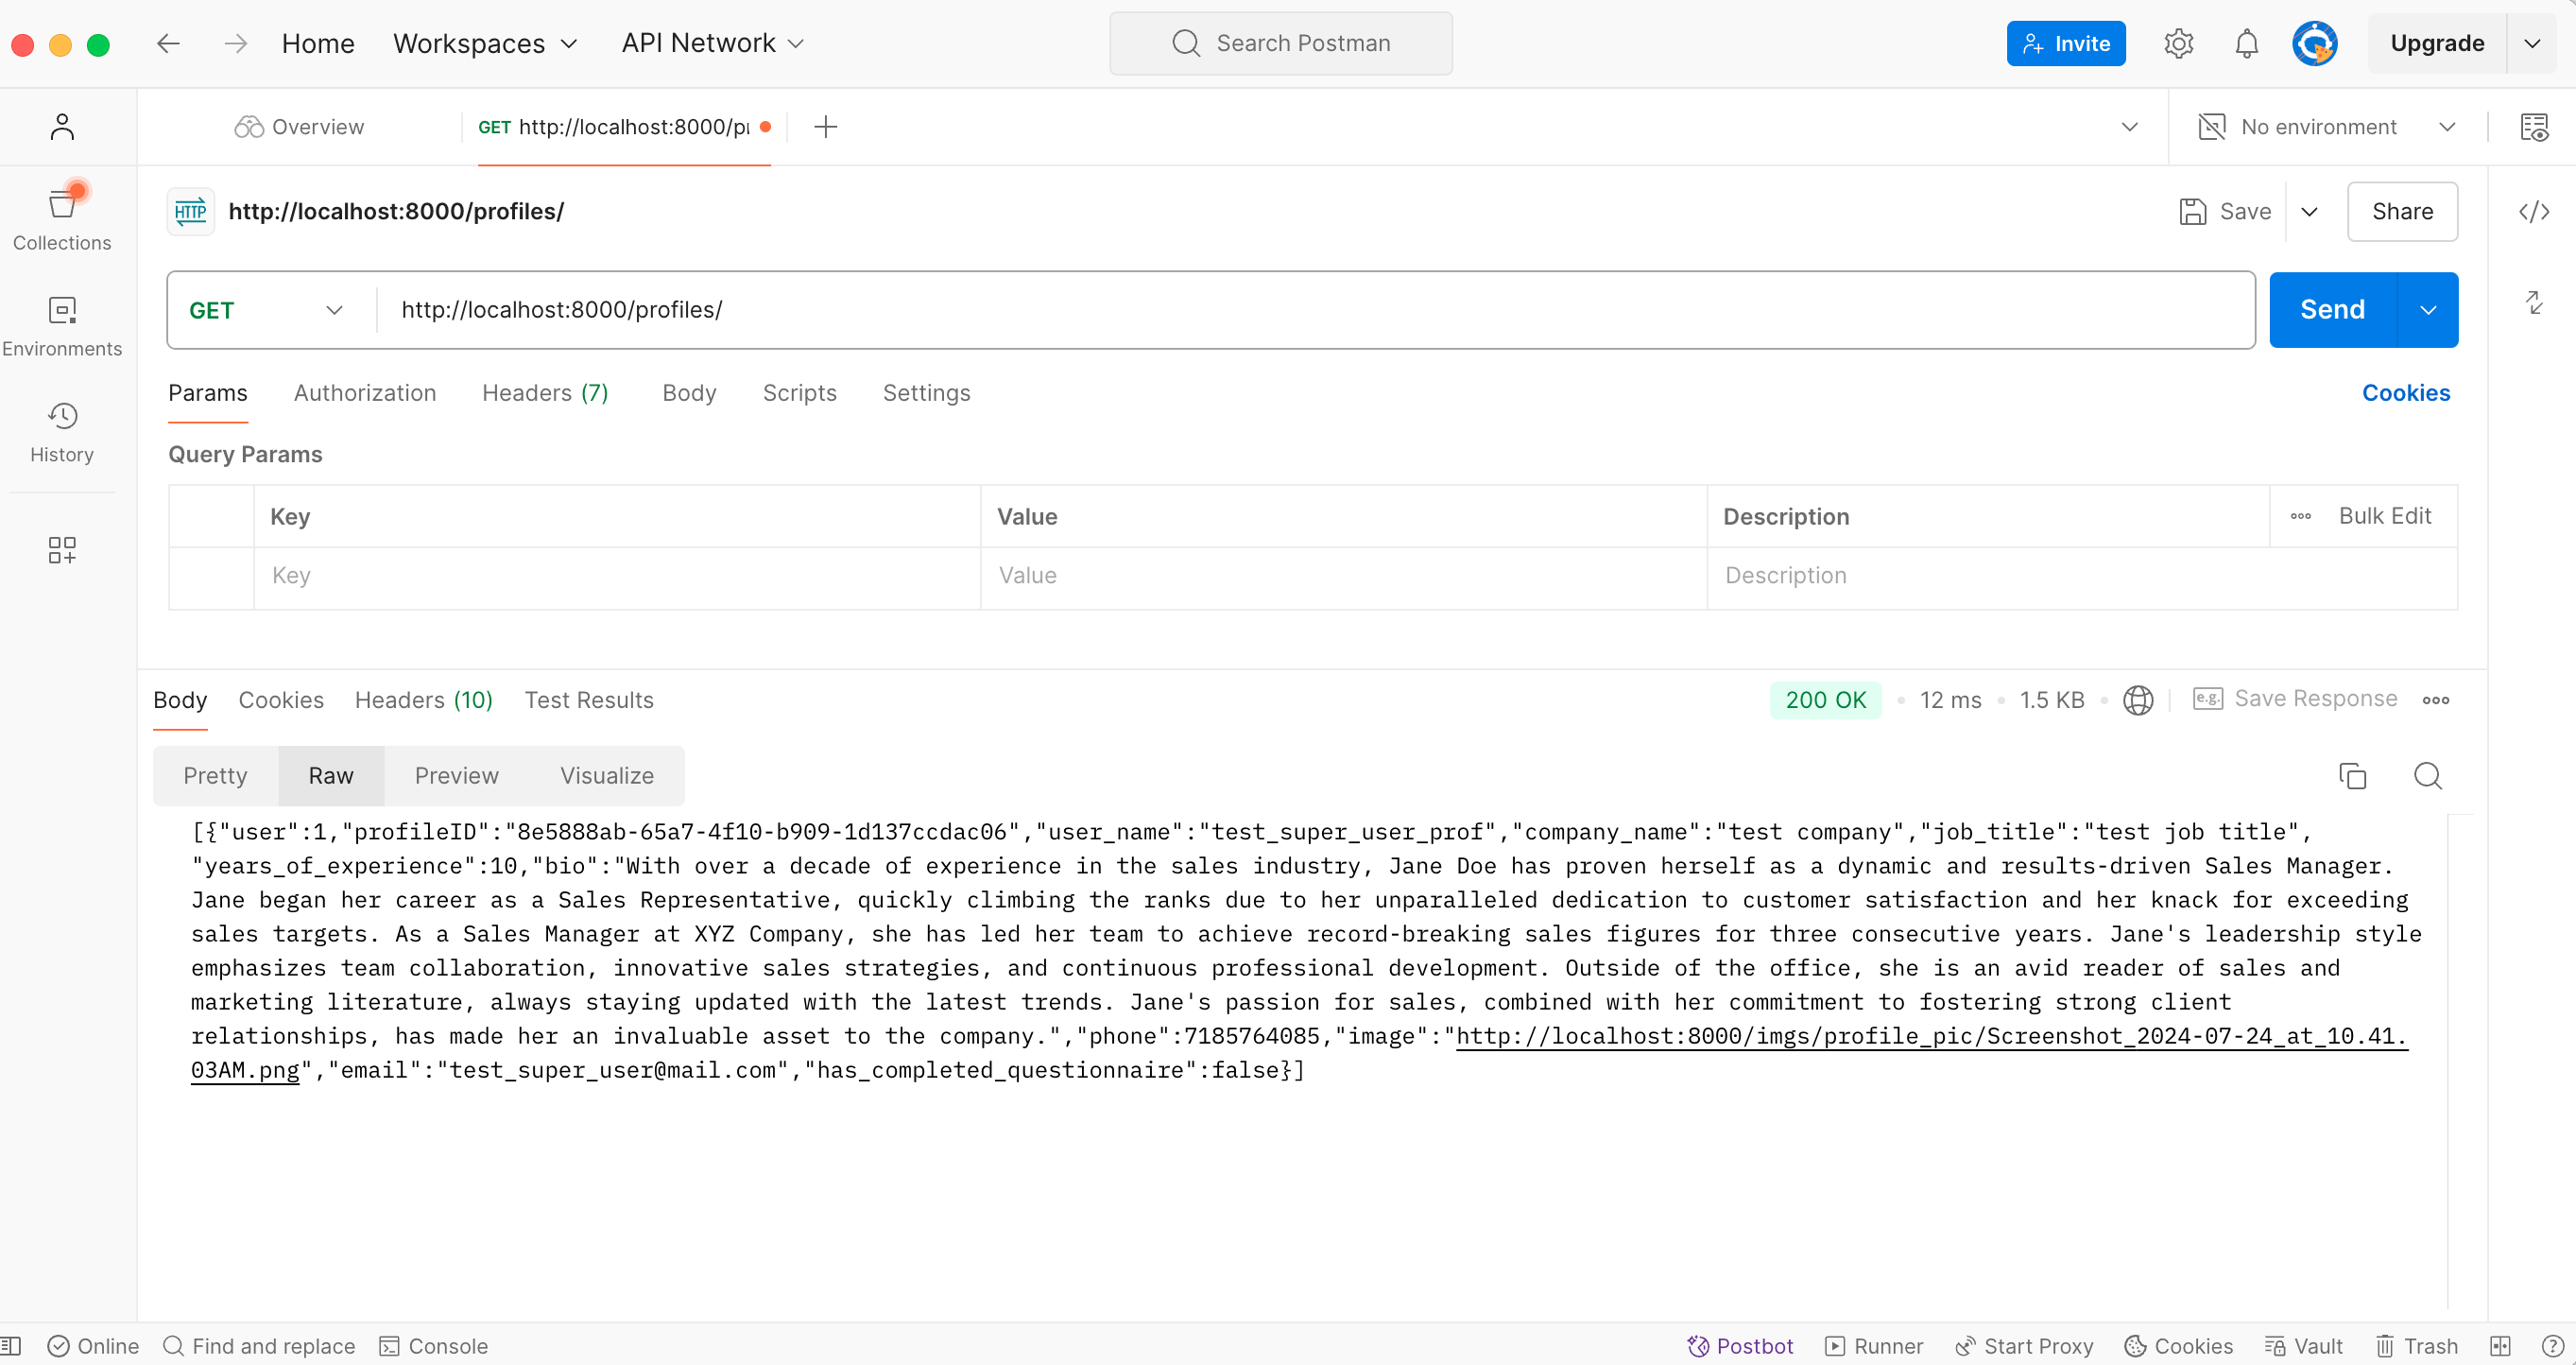 Home
Workspaces
API Network
Search Postman
Invite
Upgrade
Overview
GET http://localhost:8000/pr
No environment
Collections
Environments
History
HTTP
http://localhost:8000/profiles/
Save
Share
GET
http://localhost:8000/profiles/
Send
Params
Authorization
Headers (7)
Body
Scripts
Settings
Cookies
Query Params
Key
Value
Description
Bulk Edit
Key
Value
Description
Body
Cookies
Headers (10)
Test Results
200 OK
12 ms
1.5 KB
e.g.
Save Response
Pretty
Raw
Preview
Visualize
[{"user":1,"profileID":"8e5888ab-65a7-4f10-b909-1d137ccdac06","user_name":"test_super_user_prof","company_name":"test company","job_title":"test job title",
"years_of_experience":10,"bio":"With over a decade of experience in the sales industry, Jane Doe has proven herself as a dynamic and results-driven Sales Manager.
Jane began her career as a Sales Representative, quickly climbing the ranks due to her unparalleled dedication to customer satisfaction and her knack for exceeding
sales targets. As a Sales Manager at XYZ Company, she has led her team to achieve record-breaking sales figures for three consecutive years. Jane's leadership style
emphasizes team collaboration, innovative sales strategies, and continuous professional development. Outside of the office, she is an avid reader of sales and
marketing literature, always staying updated with the latest trends. Jane's passion for sales, combined with her commitment to fostering strong client
relationships, has made her an invaluable asset to the company.","phone":7185764085,"image":"http://localhost:8000/imgs/profile_pic/Screenshot_2024-07-24_at_10.41.
03AM.png","email":"test_super_user@mail.com","has_completed_questionnaire":false}]
Online
Find and replace
Console
Postbot
Runner
Start Proxy
Cookies
Vault
Trash